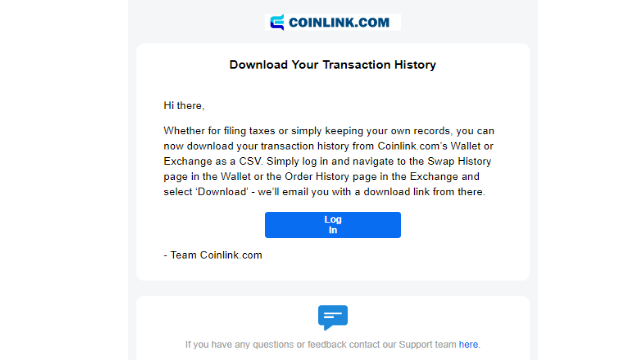 COINLINK.COM
Download Your Transaction History
Hi there,
Whether for filing taxes or simply keeping your own records, you can
now download your transaction history from Coinlink.com's Wallet or
Exchange as a CSV. Simply log in and navigate to the Swap History
page in the Wallet or the Order History page in the Exchange and
select ‘Download’ - we'll email you with a download link from there.
Log
In
- Team Coinlink.com
If you have any questions or feedback contact our Support team here.